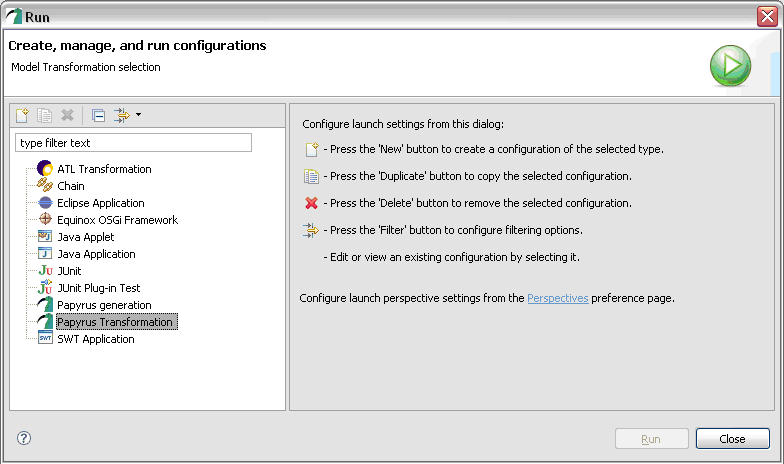 Run
Create, manage, and run configurations
Model Transformation selection
type filter text
ATL Transformation
Chain
Eclipse Application
Equinox OSGi Framework
Java Applet
Java Application
Ju JUnit
JUnit Plug-in Test
Papyrus generation
Papyrus Transformation
SWT SWT Application
Configure launch settings from this dialog:
- Press the 'New' button to create a configuration of the selected type.
- Press the 'Duplicate' button to copy the selected configuration.
- Press the 'Delete' button to remove the selected configuration.
- Press the 'Filter' button to configure filtering options.
- Edit or view an existing configuration by selecting it.
Configure launch perspective settings from the Perspectives preference page.
?
Run
Close